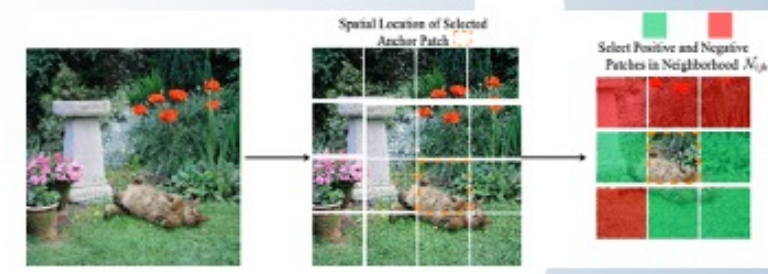 Spatial Location of Selected
Anchor Patch
Select Positive and Negative
Patches in Neighborhood